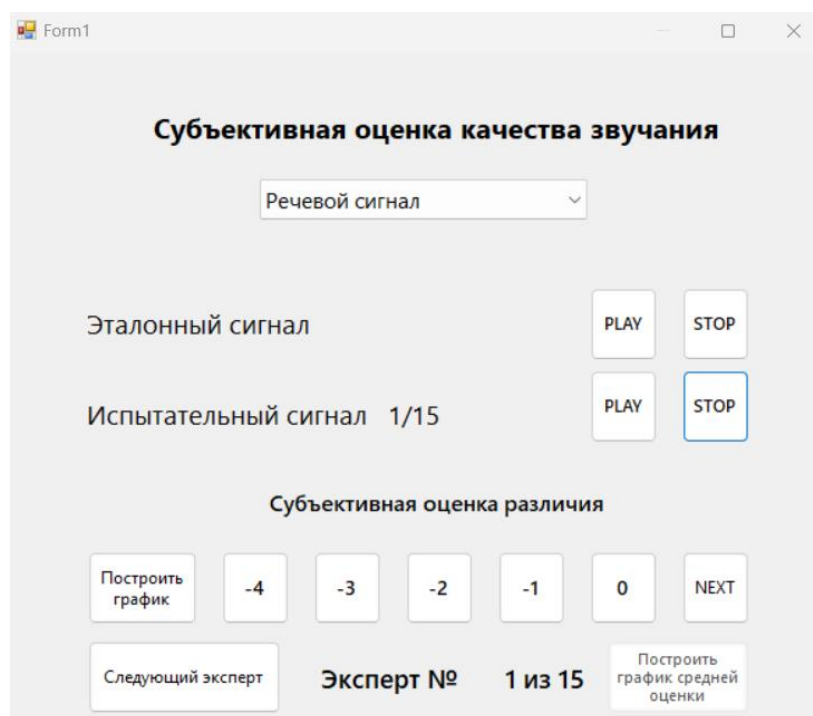 Form1
Субъективная оценка качества звучания
Речевой сигнал
Эталонный сигнал PLAY STOP
Испытательный сигнал 1/15 PLAY STOP
Субъективная оценка различия
Построить
график
-4 -3 -2 -1 0 NEXT
Следующий эксперт Эксперт № 1 из 15
Построить
график средней
оценки